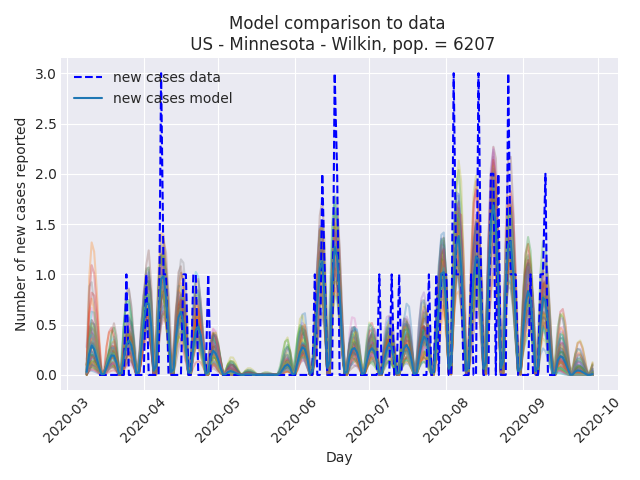 Model comparison to data
US - Minnesota - Wilkin, pop. = 6207
new cases data
new cases model
Number of new cases reported
3.0
2.5
2.0
1.5
1.0
0.5
0.0
2020-03
2020-04
2020-05
2020-06
2020-07
2020-08
2020-09
2020-10
Day